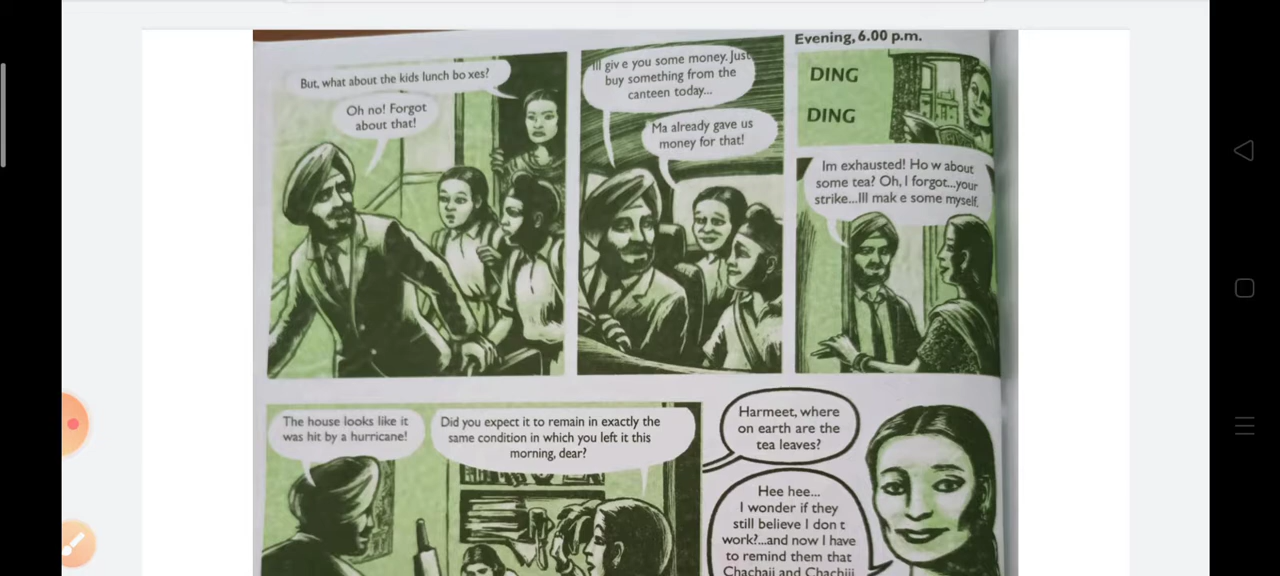 But, what about the kids lunch bo xes?
Oh no! Forgot
about that!
Ill giv e you some money. Just
buy something from the
canteen today...
Ma already gave us
money for that!
Evening, 6.00 p.m.
DING
DING
Im exhausted! Ho w about
some tea? Oh, I forgot...your
strike...Ill mak e some myself.
The house looks like it
was hit by a hurricane!
Did you expect it to remain in exactly the
same condition in which you left it this
morning, dear?
Harmeet, where
on earth are the
tea leaves?
Hee hee...
I wonder if they
still believe I don t
work?...and now I have
to remind them that
Chachaji and Chachiji